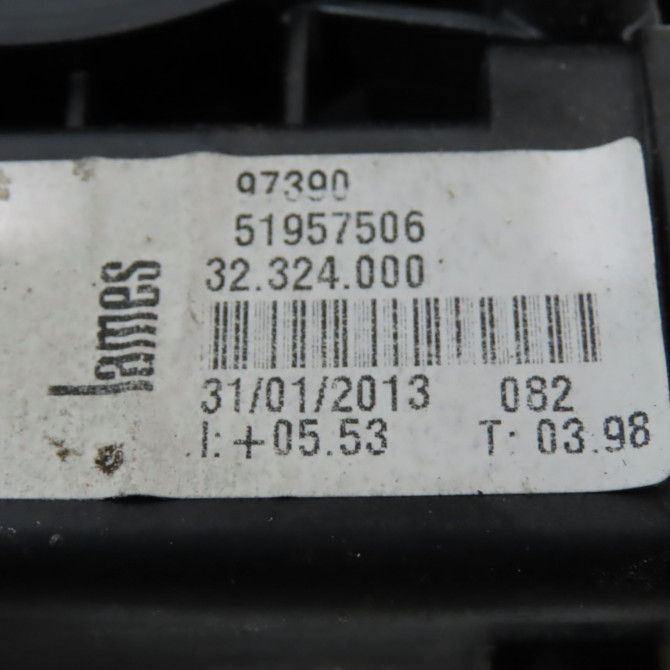 97390
51957506
32.324.000
lames
31/01/2013 082
I: +05.53 T: 03.98